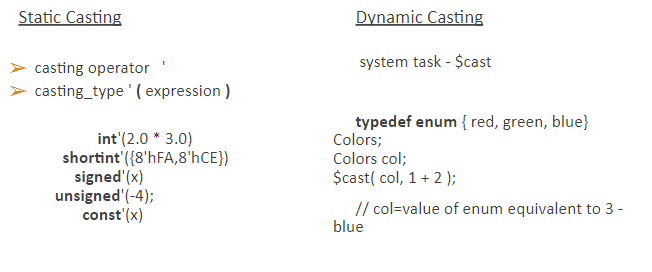 Static Casting
➢ casting operator '
➢ casting_type ' ( expression )
int'(2.0 * 3.0)
shortint'({8'hFA,8'hCE})
signed'(x)
unsigned'(-4);
const'(x)
Dynamic Casting
system task - $cast
typedef enum { red, green, blue}
Colors;
Colors col;
$cast( col, 1 + 2 );
// col=value of enum equivalent to 3 -
blue